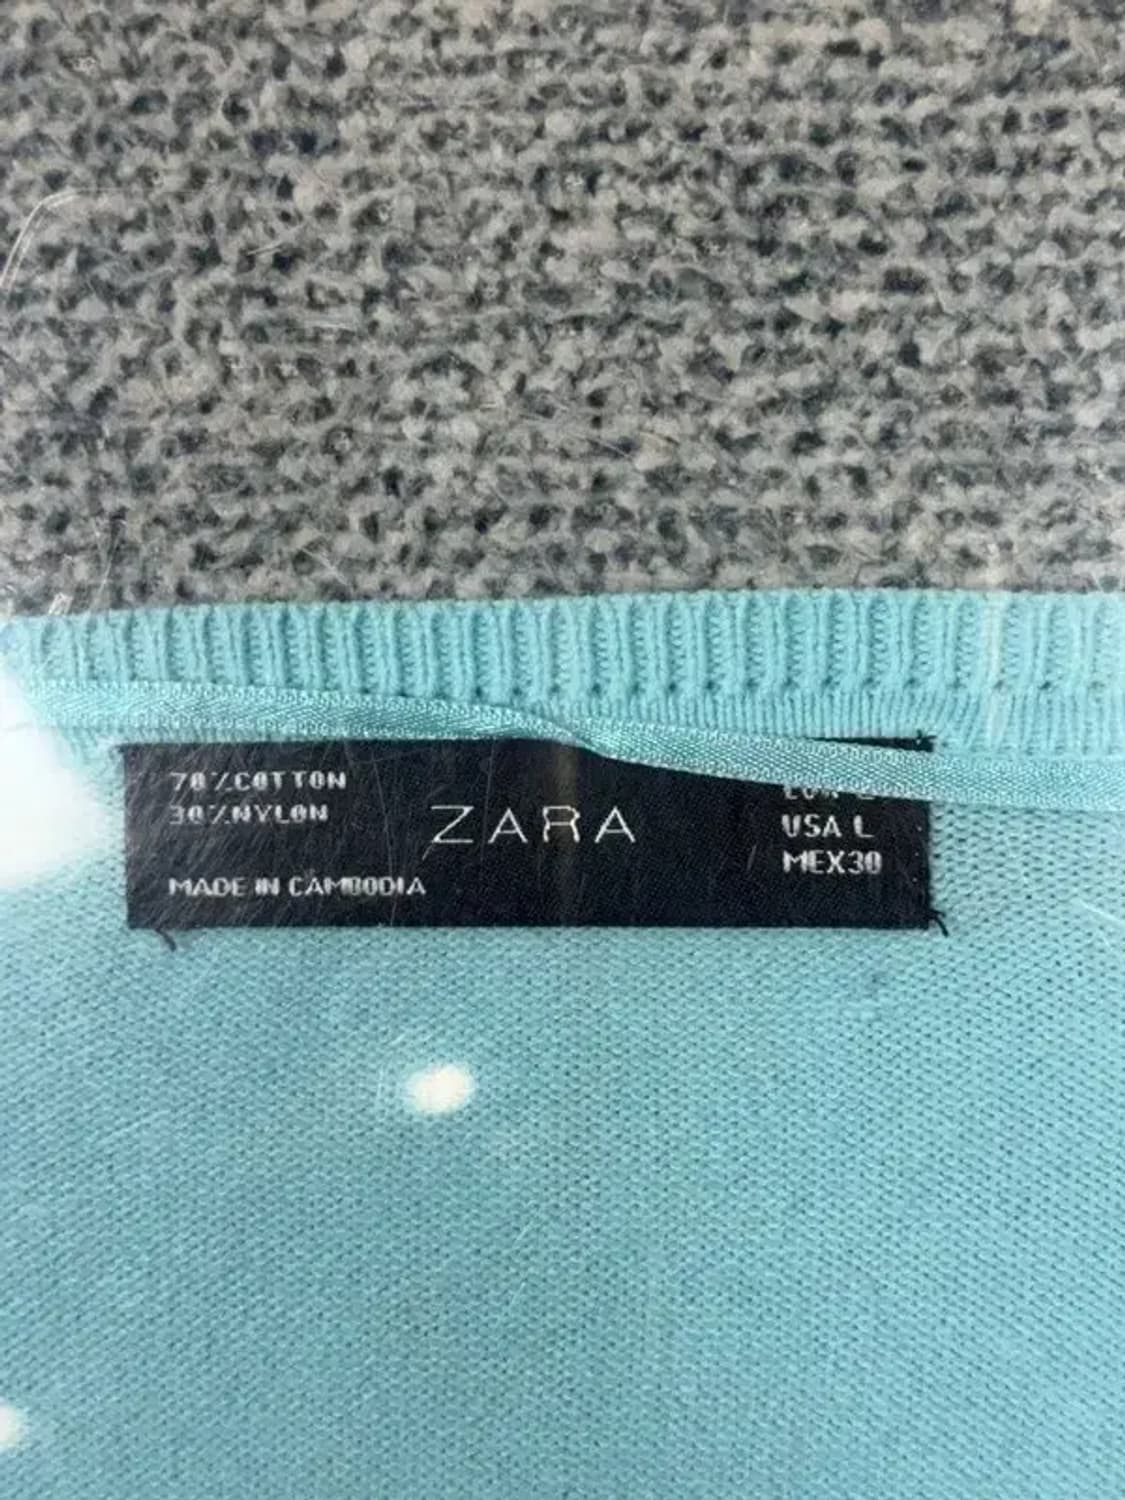 70%COTTON
30%NYLON
MADE IN CAMBODIA
ZARA
USA L
MEX30